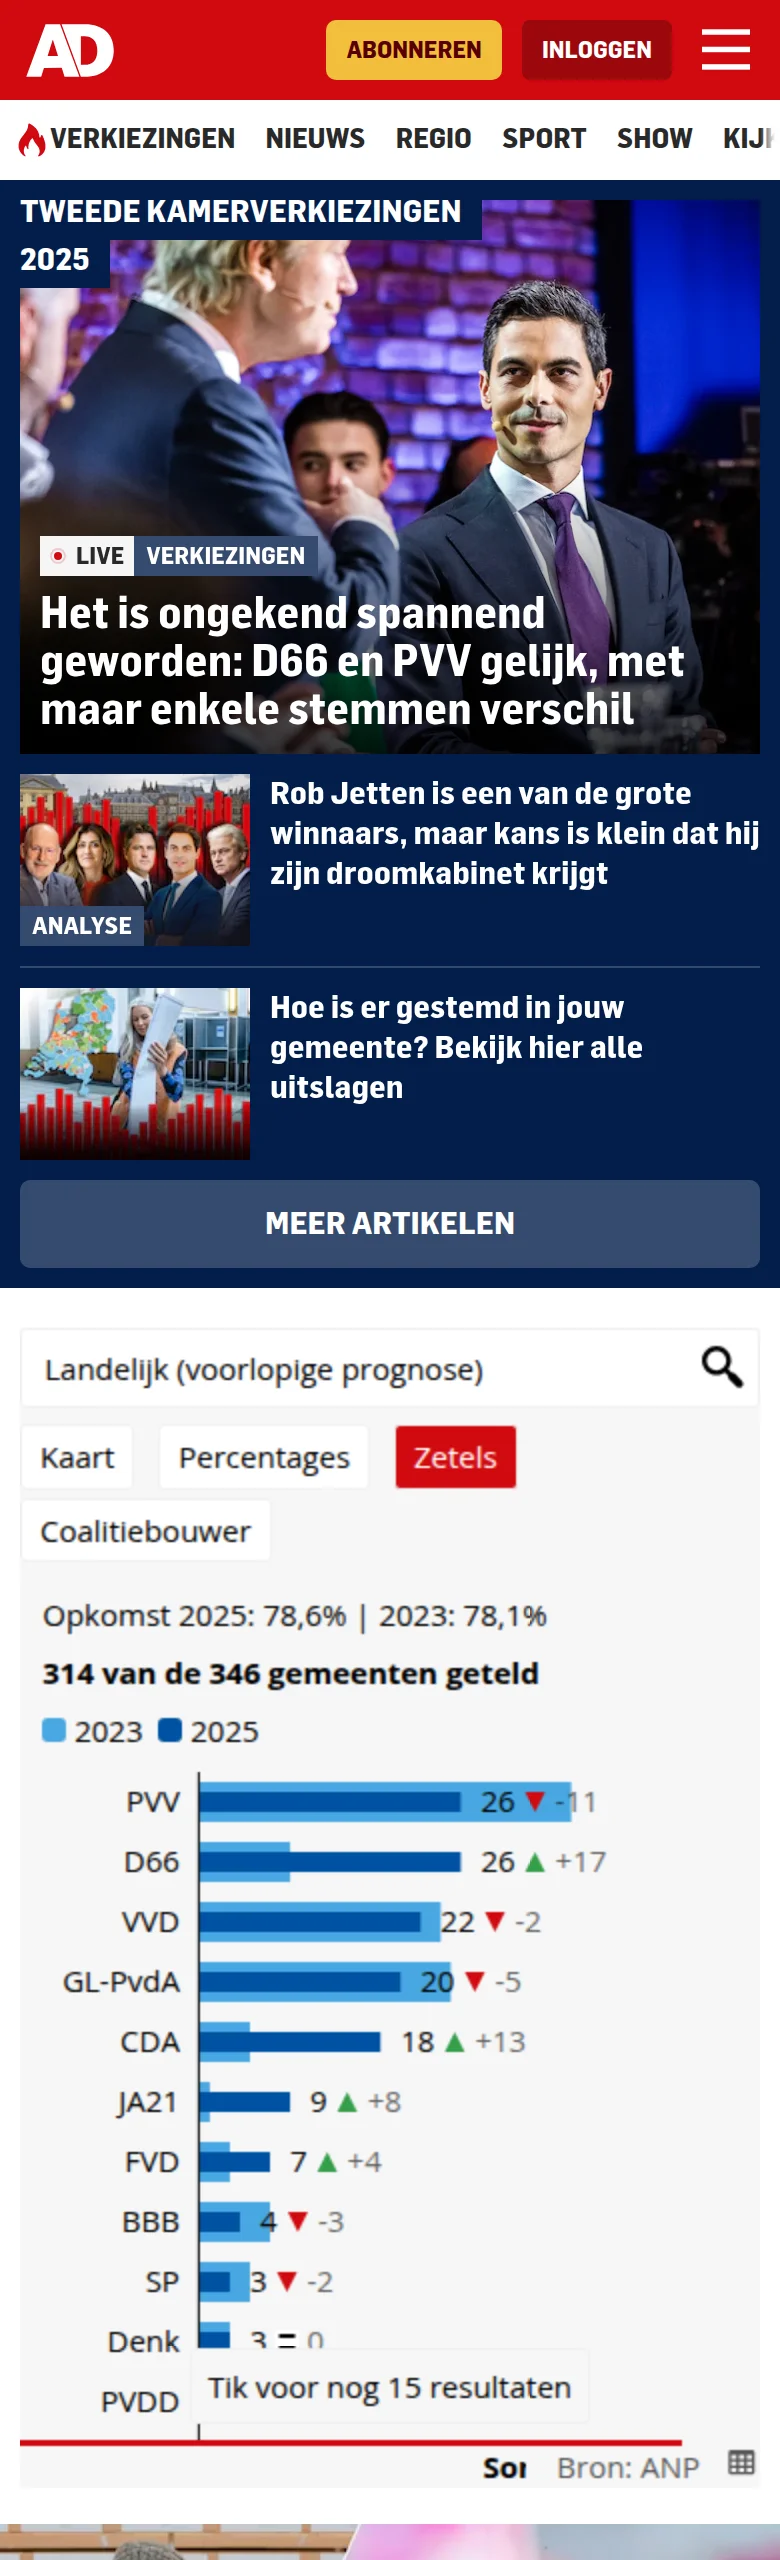 AD
ABONNEREN
INLOGGEN
VERKIEZINGEN NIEUWS REGIO SPORT SHOW
TWEEDE KAMERVERKIEZINGEN
2025
LIVE VERKIEZINGEN
Het is ongekend spannend
geworden: D66 en PVV gelijk, met
maar enkele stemmen verschil
Rob Jetten is een van de grote
winnaars, maar kans is klein dat hij
zijn droomkabinet krijgt
ANALYSE
Hoe is er gestemd in jouw
gemeente? Bekijk hier alle
uitslagen
MEER ARTIKELEN
Landelijk (voorlopige prognose)
Kaart Percentages Zetels
Coalitiebouwer
Opkomst 2025: 78,6% | 2023: 78,1%
314 van de 346 gemeenten geteld
2023 2025
PVV 26 ▼ -11
D66 26 ▲ +17
VVD 22 ▼ -2
GL-PvdA 20 ▼ -5
CDA 18 ▲ +13
JA21 9 ▲ +8
FVD 7 ▲ +4
BBB 4 ▼ -3
SP 3 ▼ -2
Denk 3 = 0
PVDD
Tik voor nog 15 resultaten
Bron: ANP